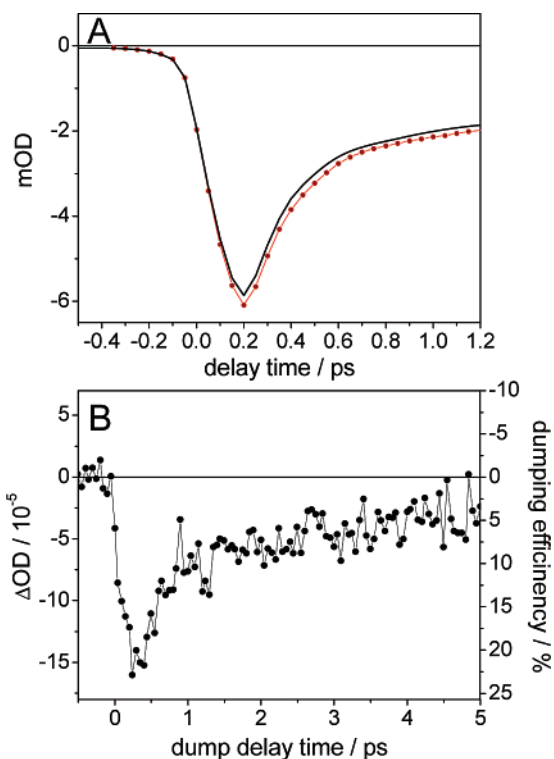 A
0
-2
-4
-6
mOD
-0.4 -0.2 0.0 0.2 0.4 0.6 0.8 1.0 1.2
delay time / ps
B
5
0
-5
-10
-15
ΔOD / 10⁻⁵
-10
-5
0
5
10
15
20
25
dumping efficinency / %
0 1 2 3 4 5
dump delay time / ps